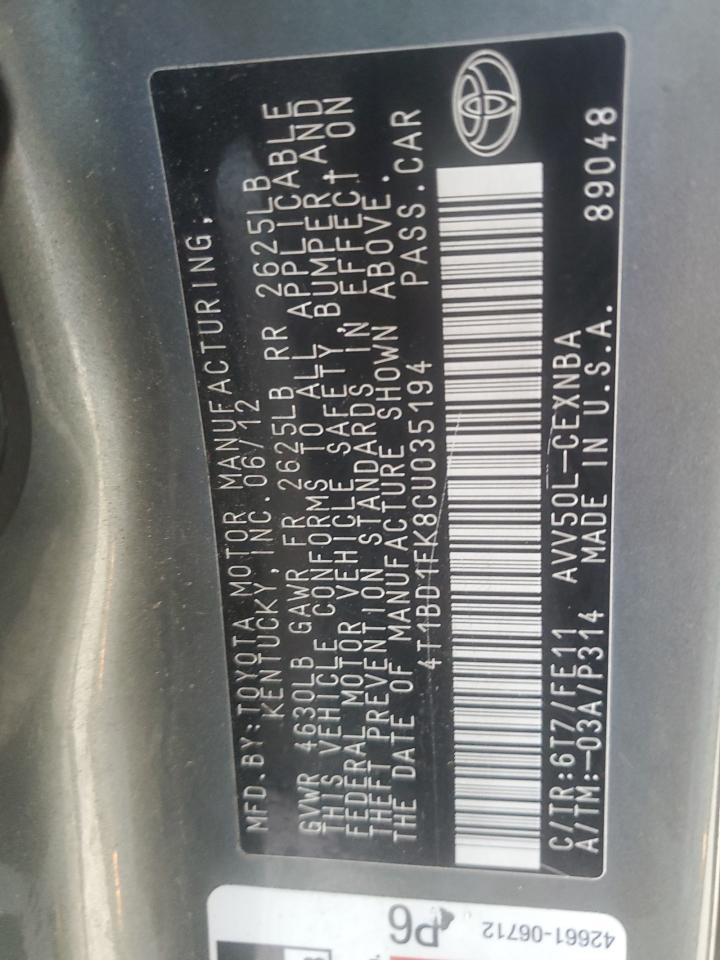 MFD.BY:TOYOTA MOTOR MANUFACTURING,
KENTUCKY, INC. 06/12
GVWR 4630LB GAWR FR 2625LB RR 2625LB
THIS VEHICLE CONFORMS TO ALL APPLICABLE
FEDERAL MOTOR VEHICLE SAFETY, BUMPER, AND
THEFT PREVENTION STANDARDS IN EFFECT ON
THE DATE OF MANUFACTURE SHOWN ABOVE.
4T1BD1FK8CU035194 PASS.CAR
C/TR:6T7/FE11 AVV50L-CEXNBA 89048
A/TM:-03A/P314 MADE IN U.S.A.
42661-06712